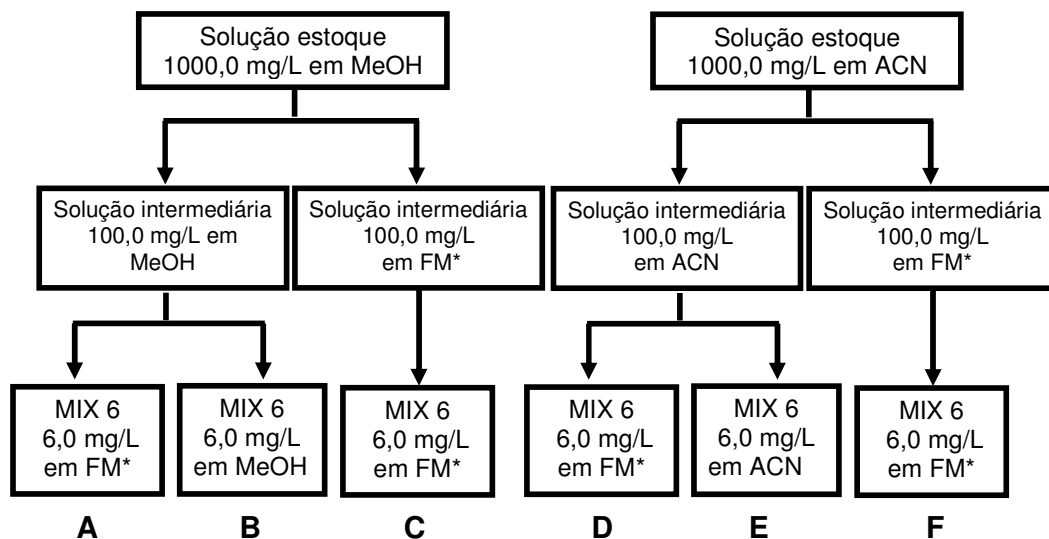 Solução estoque
1000,0 mg/L em MeOH
Solução estoque
1000,0 mg/L em ACN
Solução intermediária
100,0 mg/L em
MeOH
Solução intermediária
100,0 mg/L
em FM*
Solução intermediária
100,0 mg/L
em ACN
Solução intermediária
100,0 mg/L
em FM*
MIX 6
6,0 mg/L
em FM*
MIX 6
6,0 mg/L
em MeOH
MIX 6
6,0 mg/L
em FM*
MIX 6
6,0 mg/L
em FM*
MIX 6
6,0 mg/L
em ACN
MIX 6
6,0 mg/L
em FM*
A B C D E F